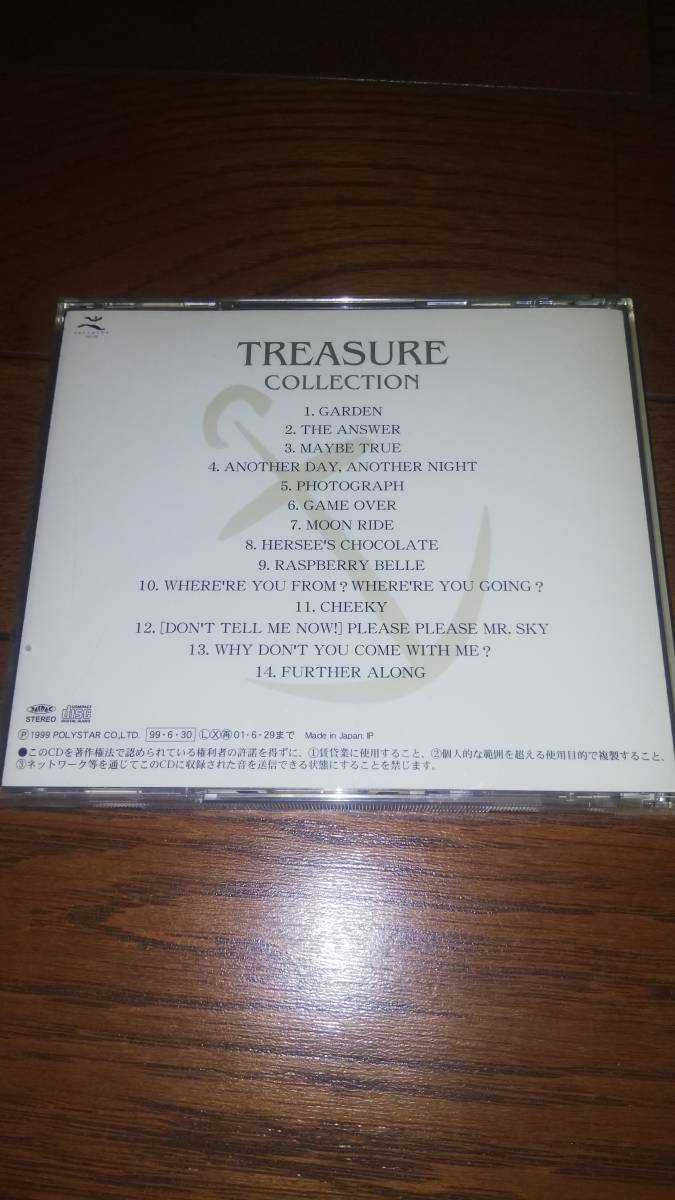 TREASURE
COLLECTION
1. GARDEN
2. THE ANSWER
3. MAYBE TRUE
4. ANOTHER DAY, ANOTHER NIGHT
5. PHOTOGRAPH
6. GAME OVER
7. MOON RIDE
8. HERSEE'S CHOCOLATE
9. RASPBERRY BELLE
10. WHERE'RE YOU FROM? WHERE'RE YOU GOING?
11. CHEEKY
12. [DON'T TELL ME NOW!] PLEASE PLEASE MR. SKY
13. WHY DON'T YOU COME WITH ME?
14. FURTHER ALONG
JASRAC
STEREO
COMPACT
disc
DIGITAL AUDIO
Ⓟ1999 POLYSTAR CO.,LTD. 99・6・30 ⓁⓍ再01・6・29まで Made in Japan. IP
●このCDを著作権法で認められている権利者の許諾を得ずに、①賃貸業に使用すること、②個人的な範囲を超える使用目的で複製すること、
③ネットワーク等を通じてこのCDに収録された音を送信できる状態にすることを禁じます。